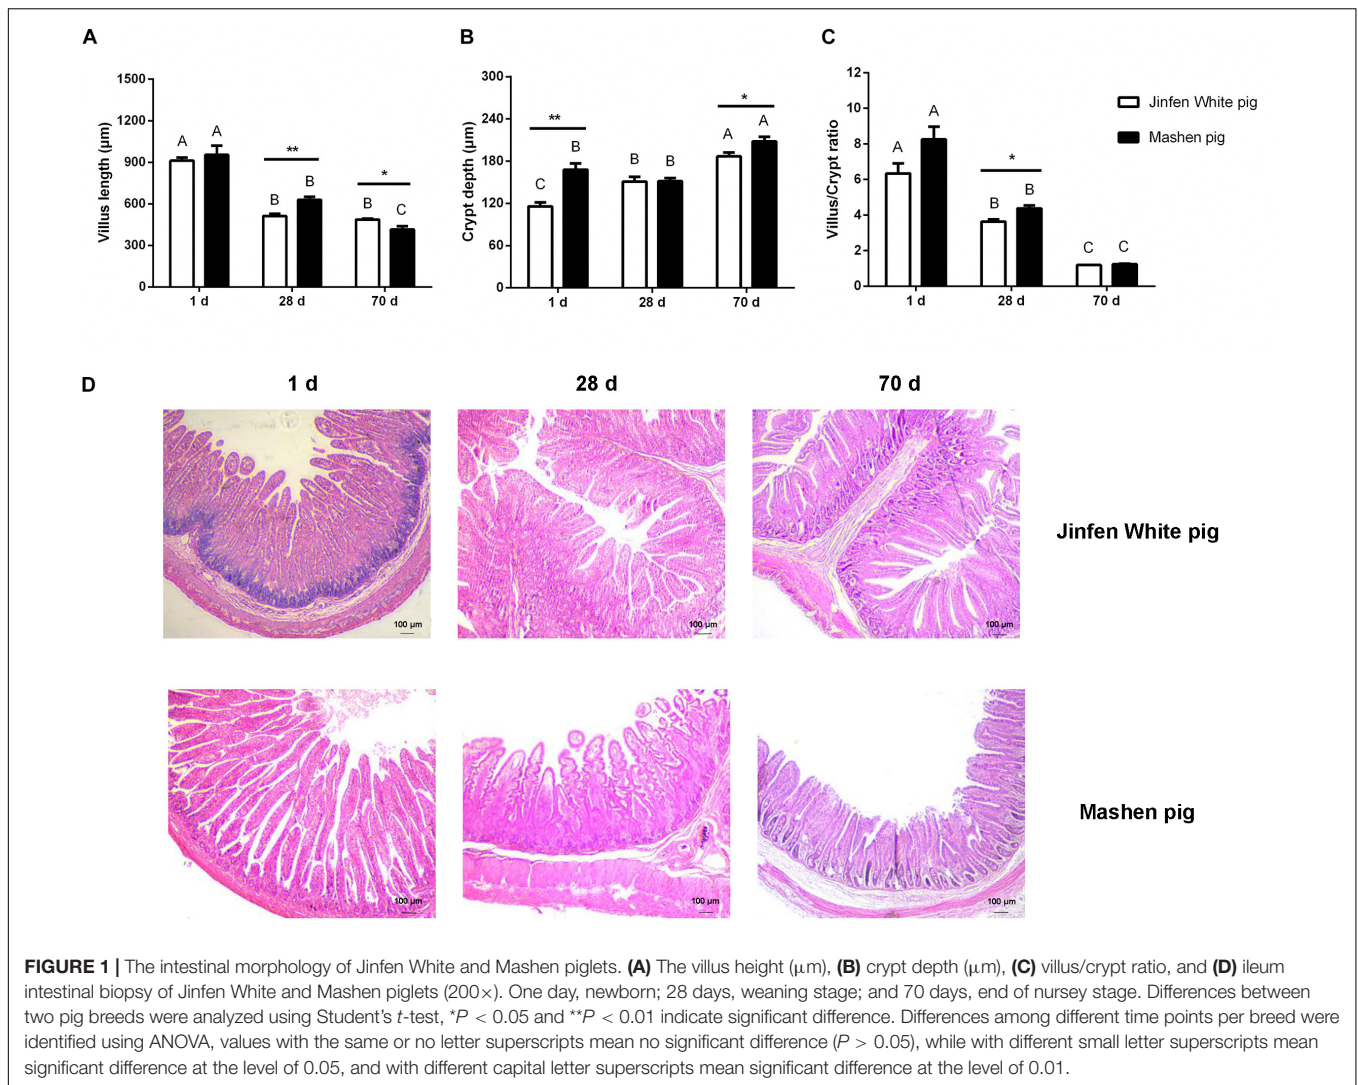 A
B
C
Villus length (µm)
1500
1200
900
600
300
0
A
A
**
B
B
*
B
C
1 d
28 d
70 d
Crypt depth (µm)
300
240
180
120
60
0
**
C
B
B
B
*
A
A
1 d
28 d
70 d
Villus/Crypt ratio
12
10
8
6
4
2
0
A
A
*
B
B
C
C
1 d
28 d
70 d
Jinfen White pig
Mashen pig
D
1 d
28 d
70 d
100 µm
100 µm
100 µm
Jinfen White pig
100 µm
100 µm
100 µm
Mashen pig
FIGURE 1 | The intestinal morphology of Jinfen White and Mashen piglets. (A) The villus height (µm), (B) crypt depth (µm), (C) villus/crypt ratio, and (D) ileum
intestinal biopsy of Jinfen White and Mashen piglets (200×). One day, newborn; 28 days, weaning stage; and 70 days, end of nursey stage. Differences between
two pig breeds were analyzed using Student's t-test, *P < 0.05 and **P < 0.01 indicate significant difference. Differences among different time points per breed were
identified using ANOVA, values with the same or no letter superscripts mean no significant difference (P > 0.05), while with different small letter superscripts mean
significant difference at the level of 0.05, and with different capital letter superscripts mean significant difference at the level of 0.01.